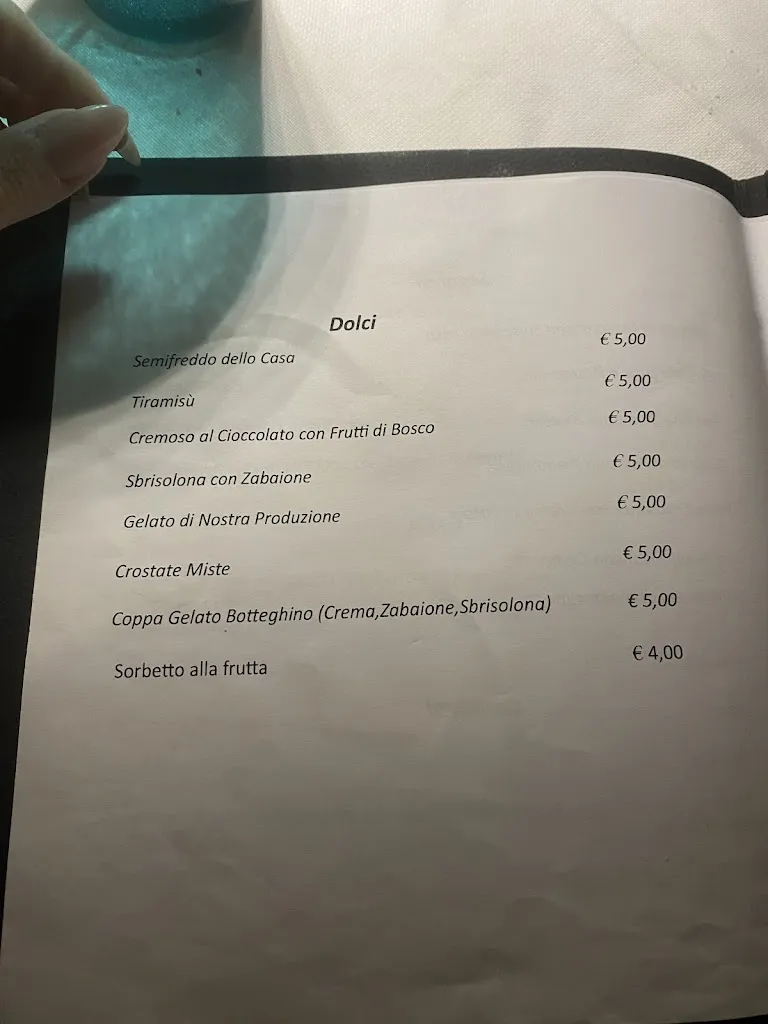 Dolci
Semifreddo dello Casa € 5,00
Tiramisù € 5,00
Cremoso al Cioccolato con Frutti di Bosco € 5,00
Sbrisolona con Zabaione € 5,00
Gelato di Nostra Produzione € 5,00
Crostate Miste € 5,00
Coppa Gelato Botteghino (Crema,Zabaione,Sbrisolona) € 5,00
Sorbetto alla frutta € 4,00